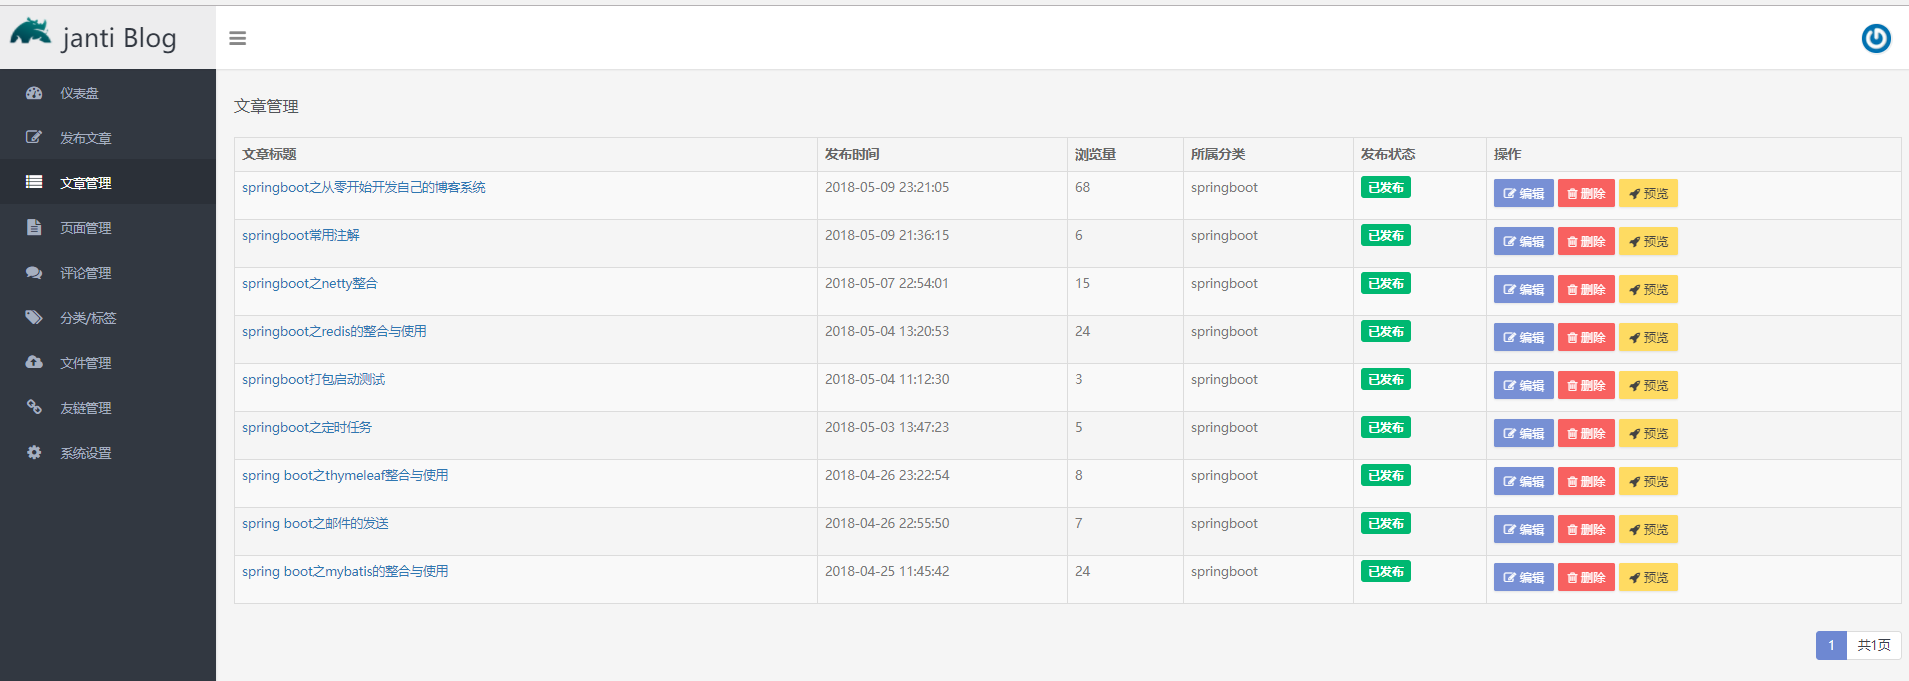 janti Blog
仪表盘
发布文章
文章管理
页面管理
评论管理
分类/标签
文件管理
友链管理
系统设置
文章管理
文章标题 发布时间 浏览量 所属分类 发布状态 操作
springboot之从零开始开发自己的博客系统 2018-05-09 23:21:05 68 springboot 已发布 编辑 删除 预览
springboot常用注解 2018-05-09 21:36:15 6 springboot 已发布 编辑 删除 预览
springboot之netty整合 2018-05-07 22:54:01 15 springboot 已发布 编辑 删除 预览
springboot之redis的整合与使用 2018-05-04 13:20:53 24 springboot 已发布 编辑 删除 预览
springboot打包启动测试 2018-05-04 11:12:30 3 springboot 已发布 编辑 删除 预览
springboot之定时任务 2018-05-03 13:47:23 5 springboot 已发布 编辑 删除 预览
spring boot之thymeleaf整合与使用 2018-04-26 23:22:54 8 springboot 已发布 编辑 删除 预览
spring boot之邮件的发送 2018-04-26 22:55:50 7 springboot 已发布 编辑 删除 预览
spring boot之mybatis的整合与使用 2018-04-25 11:45:42 24 springboot 已发布 编辑 删除 预览
1 共1页